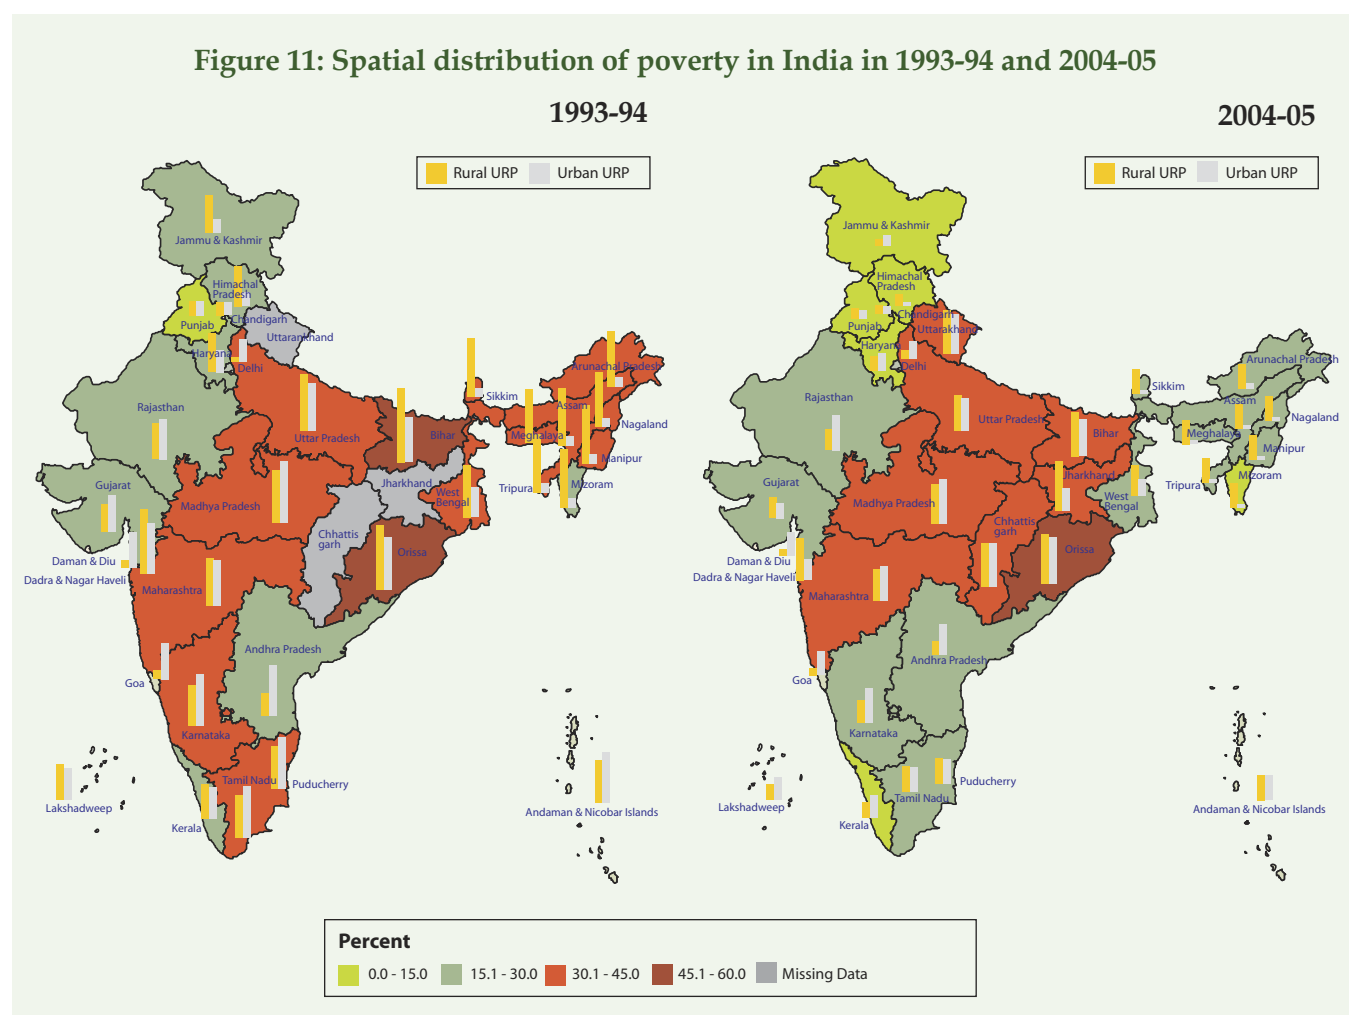 Figure 11: Spatial distribution of poverty in India in 1993-94 and 2004-05
1993-94
Rural URP
Urban URP
Jammu & Kashmir
Himachal
Pradesh
Punjab
Chandigarh
Uttarankhand
Haryana
Delhi
Rajasthan
Uttar Pradesh
Bihar
Sikkim
Arunachal Pradesh
Assam
Nagaland
Meghalaya
Manipur
Tripura
Mizoram
Gujarat
Madhya Pradesh
Jharkhand
West
Bengal
Chhattis
garh
Orissa
Daman & Diu
Dadra & Nagar Haveli
Maharashtra
Andhra Pradesh
Goa
Karnataka
Tamil Nadu
Puducherry
Lakshadweep
Kerala
Andaman & Nicobar Islands
2004-05
Rural URP
Urban URP
Jammu & Kashmir
Himachal
Pradesh
Chandigarh
Punjab
Uttarakhand
Haryana
Delhi
Rajasthan
Uttar Pradesh
Bihar
Sikkim
Arunachal Pradesh
Assam
Nagaland
Meghalaya
Manipur
Tripura
Mizoram
Gujarat
Madhya Pradesh
Jharkhand
West
Bengal
Chhattis
garh
Orissa
Daman & Diu
Dadra & Nagar Haveli
Maharashtra
Andhra Pradesh
Goa
Karnataka
Puducherry
Tamil Nadu
Lakshadweep
Kerala
Andaman & Nicobar Islands
Percent
0.0 - 15.0
15.1 - 30.0
30.1 - 45.0
45.1 - 60.0
Missing Data